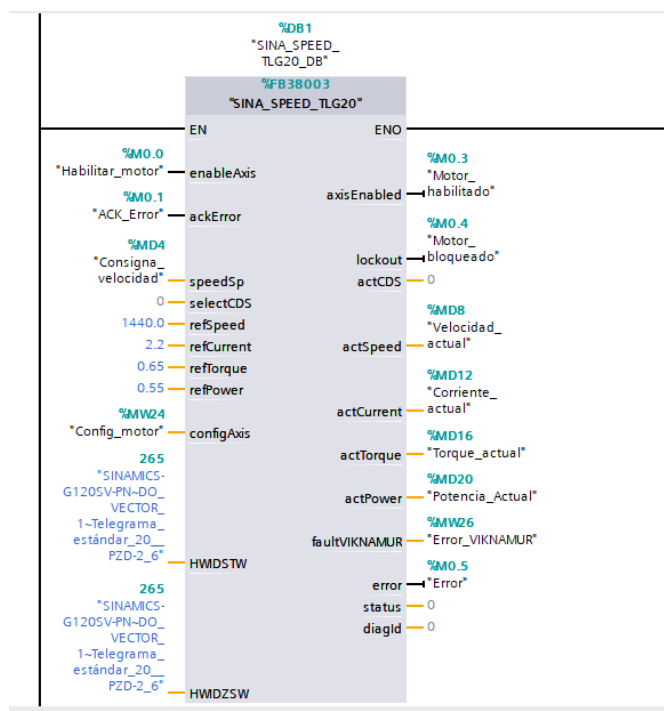 %DB1
"SINA_SPEED_
TLG20_DB"
%FB38003
"SINA_SPEED_TLG20"
EN
ENO
%M0.0
"Habilitar_motor"
enableAxis
%M0.3
"Motor_
habilitado"
axisEnabled
%M0.1
"ACK_Error"
ackError
%M0.4
"Motor_
bloqueado"
lockout
%MD4
"Consigna_
velocidad"
speedSp
actCDS
0
0
selectCDS
1440.0
refSpeed
%MD8
"Velocidad_
actual"
actSpeed
2.2
refCurrent
0.65
refTorque
0.55
refPower
%MD12
"Corriente_
actual"
actCurrent
%MW24
"Config_motor"
configAxis
%MD16
"Torque_actual"
actTorque
%MD20
"Potencia_Actual"
actPower
%MW26
"Error_VIKNAMUR"
faultVIKNAMUR
265
"SINAMICS-
G120SV-PN~DO_
VECTOR_
1~Telegrama_
estándar_20__
PZD-2_6"
HWIDSTW
%M0.5
"Error"
error
status
0
diagId
0
265
"SINAMICS-
G120SV-PN~DO_
VECTOR_
1~Telegrama_
estándar_20__
PZD-2_6"
HWIDZSW